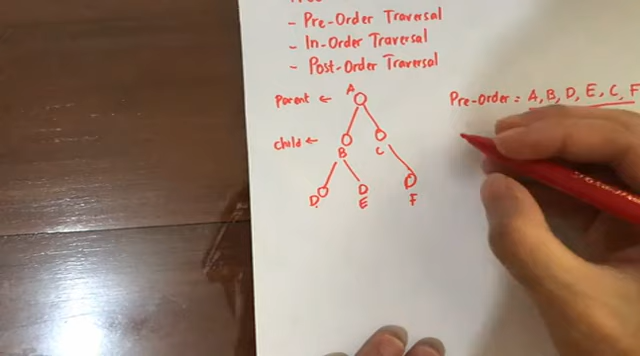 - Pre-Order Traversal
- In-Order Traversal
- Post-Order Traversal
Parent ←
A
Pre-Order = A, B, D, E, C, F
Child ←
B
C
D
E
F